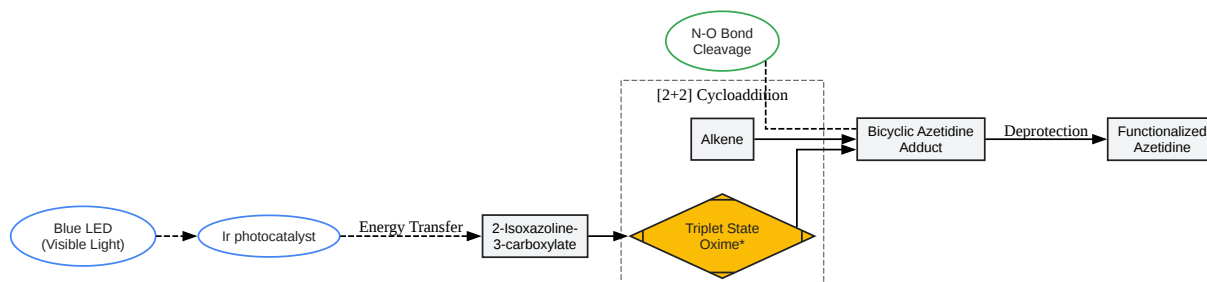 N-O Bond
Cleavage
[2+2] Cycloaddition
Alkene
Bicyclic Azetidine
Adduct
Deprotection
Functionalized
Azetidine
Blue LED
(Visible Light)
Ir photocatalyst
Energy Transfer
2-Isoxazoline-
3-carboxylate
Triplet State
Oxime*